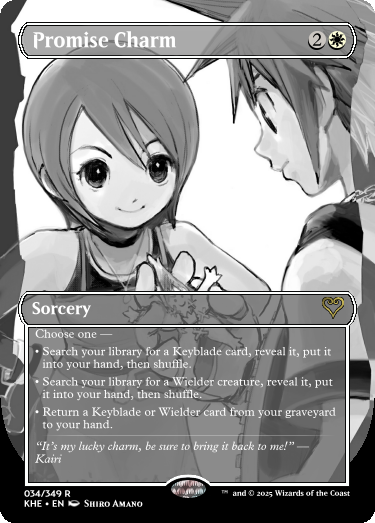 Promise Charm 2
Sorcery
Choose one —
• Search your library for a Keyblade card, reveal it, put it
into your hand, then shuffle.
• Search your library for a Wielder creature, reveal it, put
it into your hand, then shuffle.
• Return a Keyblade or Wielder card from your graveyard
to your hand.
“It’s my lucky charm, be sure to bring it back to me!” —
Kairi
034/349 R
KHE • EN Shiro Amano
™ and © 2025 Wizards of the Coast